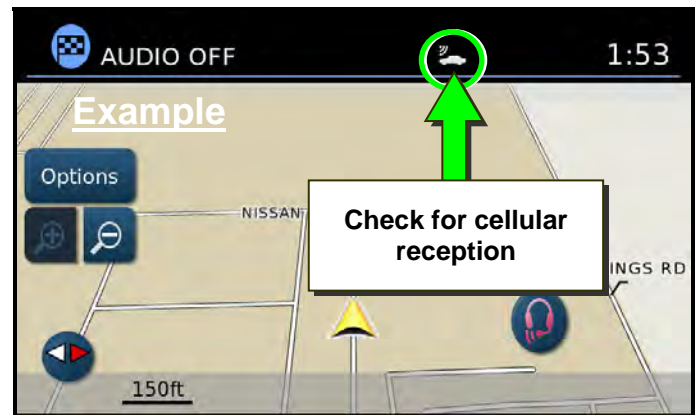 AUDIO OFF
1:53
Example
Options
NISSAN
Check for cellular
reception
INGS RD
150ft